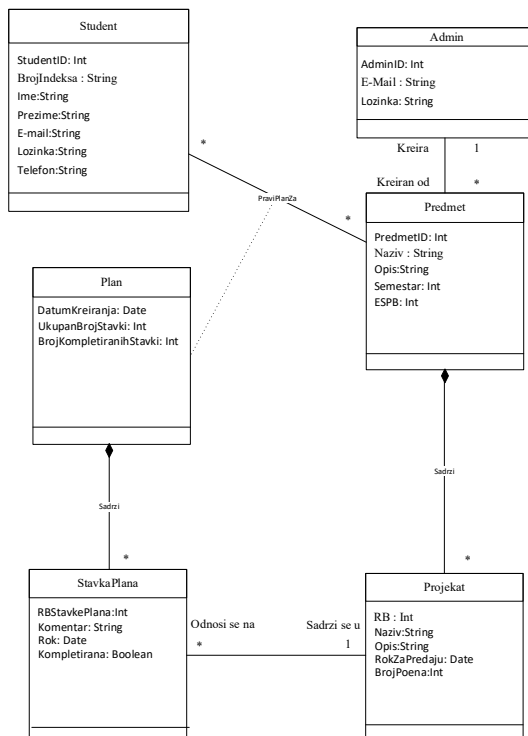 Student
StudentID: Int
BrojIndeksa : String
Ime:String
Prezime:String
E-mail:String
Lozinka:String
Telefon:String
Admin
AdminID: Int
E-Mail : String
Lozinka: String
Kreira
1
Kreiran od
*
*
PraviPlanZa
*
Predmet
PredmetID: Int
Naziv : String
Opis:String
Semestar: Int
ESPB: Int
Plan
DatumKreiranja: Date
UkupanBrojStavki: Int
BrojKompletiranihStavki: Int
Sadrzi
*
Sadrzi
*
StavkaPlana
RBStavkePlana:Int
Komentar: String
Rok: Date
Kompletirana: Boolean
Odnosi se na
*
Sadrzi se u
1
Projekat
RB : Int
Naziv:String
Opis:String
RokZaPredaju: Date
BrojPoena:Int